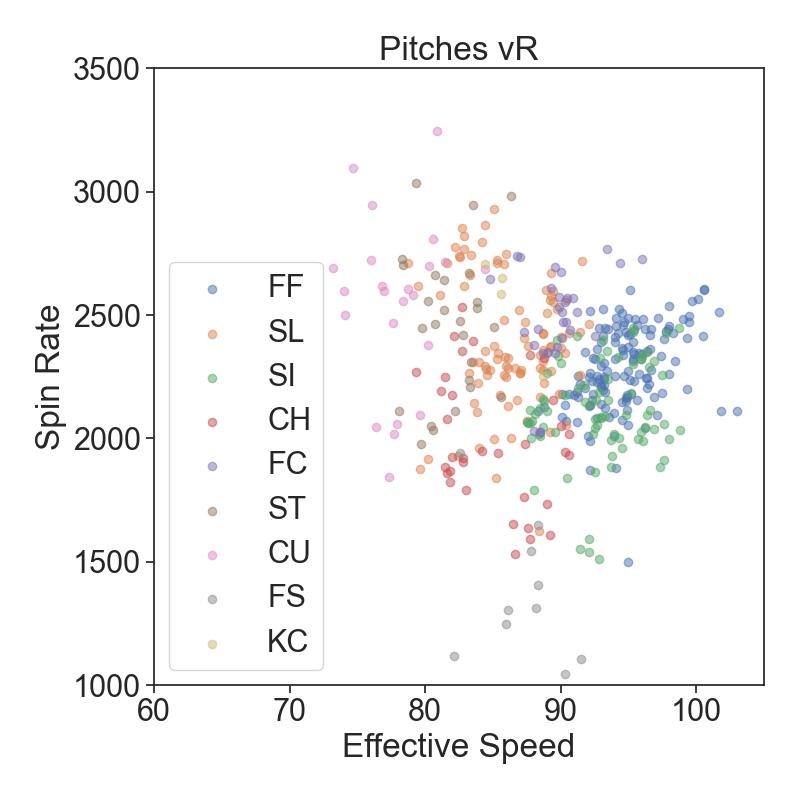 Pitches vR
3500
3000
2500
2000
1500
1000
Spin Rate
FF
SL
SI
CH
FC
ST
CU
FS
KC
60 70 80 90 100
Effective Speed